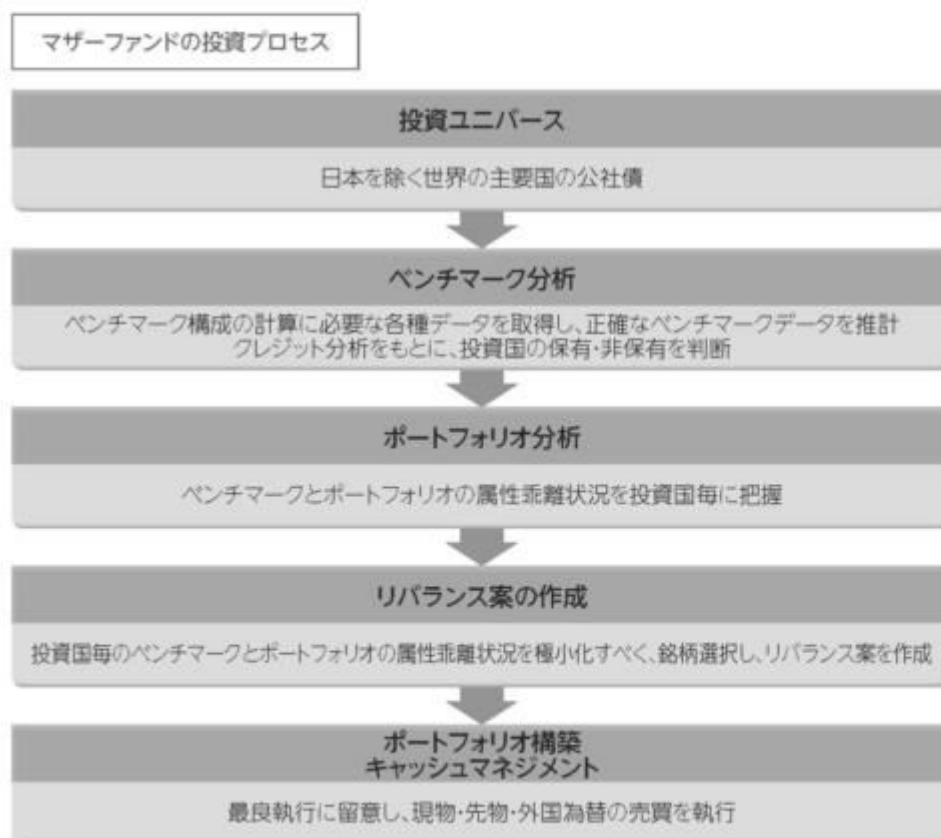 マザーファンドの投資プロセス
投資ユニバース
日本を除く世界の主要国の公社債
ベンチマーク分析
ベンチマーク構成の計算に必要な各種データを取得し、正確なベンチマークデータを推計
クレジット分析をもとに、投資国の保有・非保有を判断
ポートフォリオ分析
ベンチマークとポートフォリオの属性乖離状況を投資国毎に把握
リバランス案の作成
投資国毎のベンチマークとポートフォリオの属性乖離状況を極小化すべく、銘柄選択し、リバランス案を作成
ポートフォリオ構築
キャッシュマネジメント
最良執行に留意し、現物・先物・外国為替の売買を執行